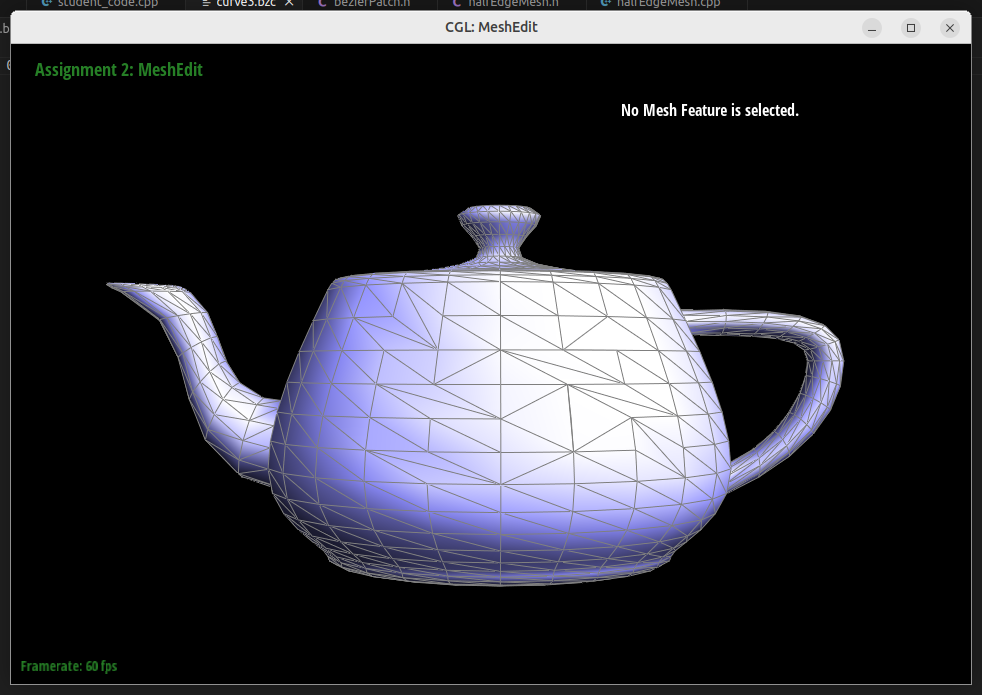 student_code.cpp curve3.bzc bezierPatch.h halfEdgeMesh.h halfEdgeMesh.cpp
CGL: MeshEdit
Assignment 2: MeshEdit
No Mesh Feature is selected.
Framerate: 60 fps